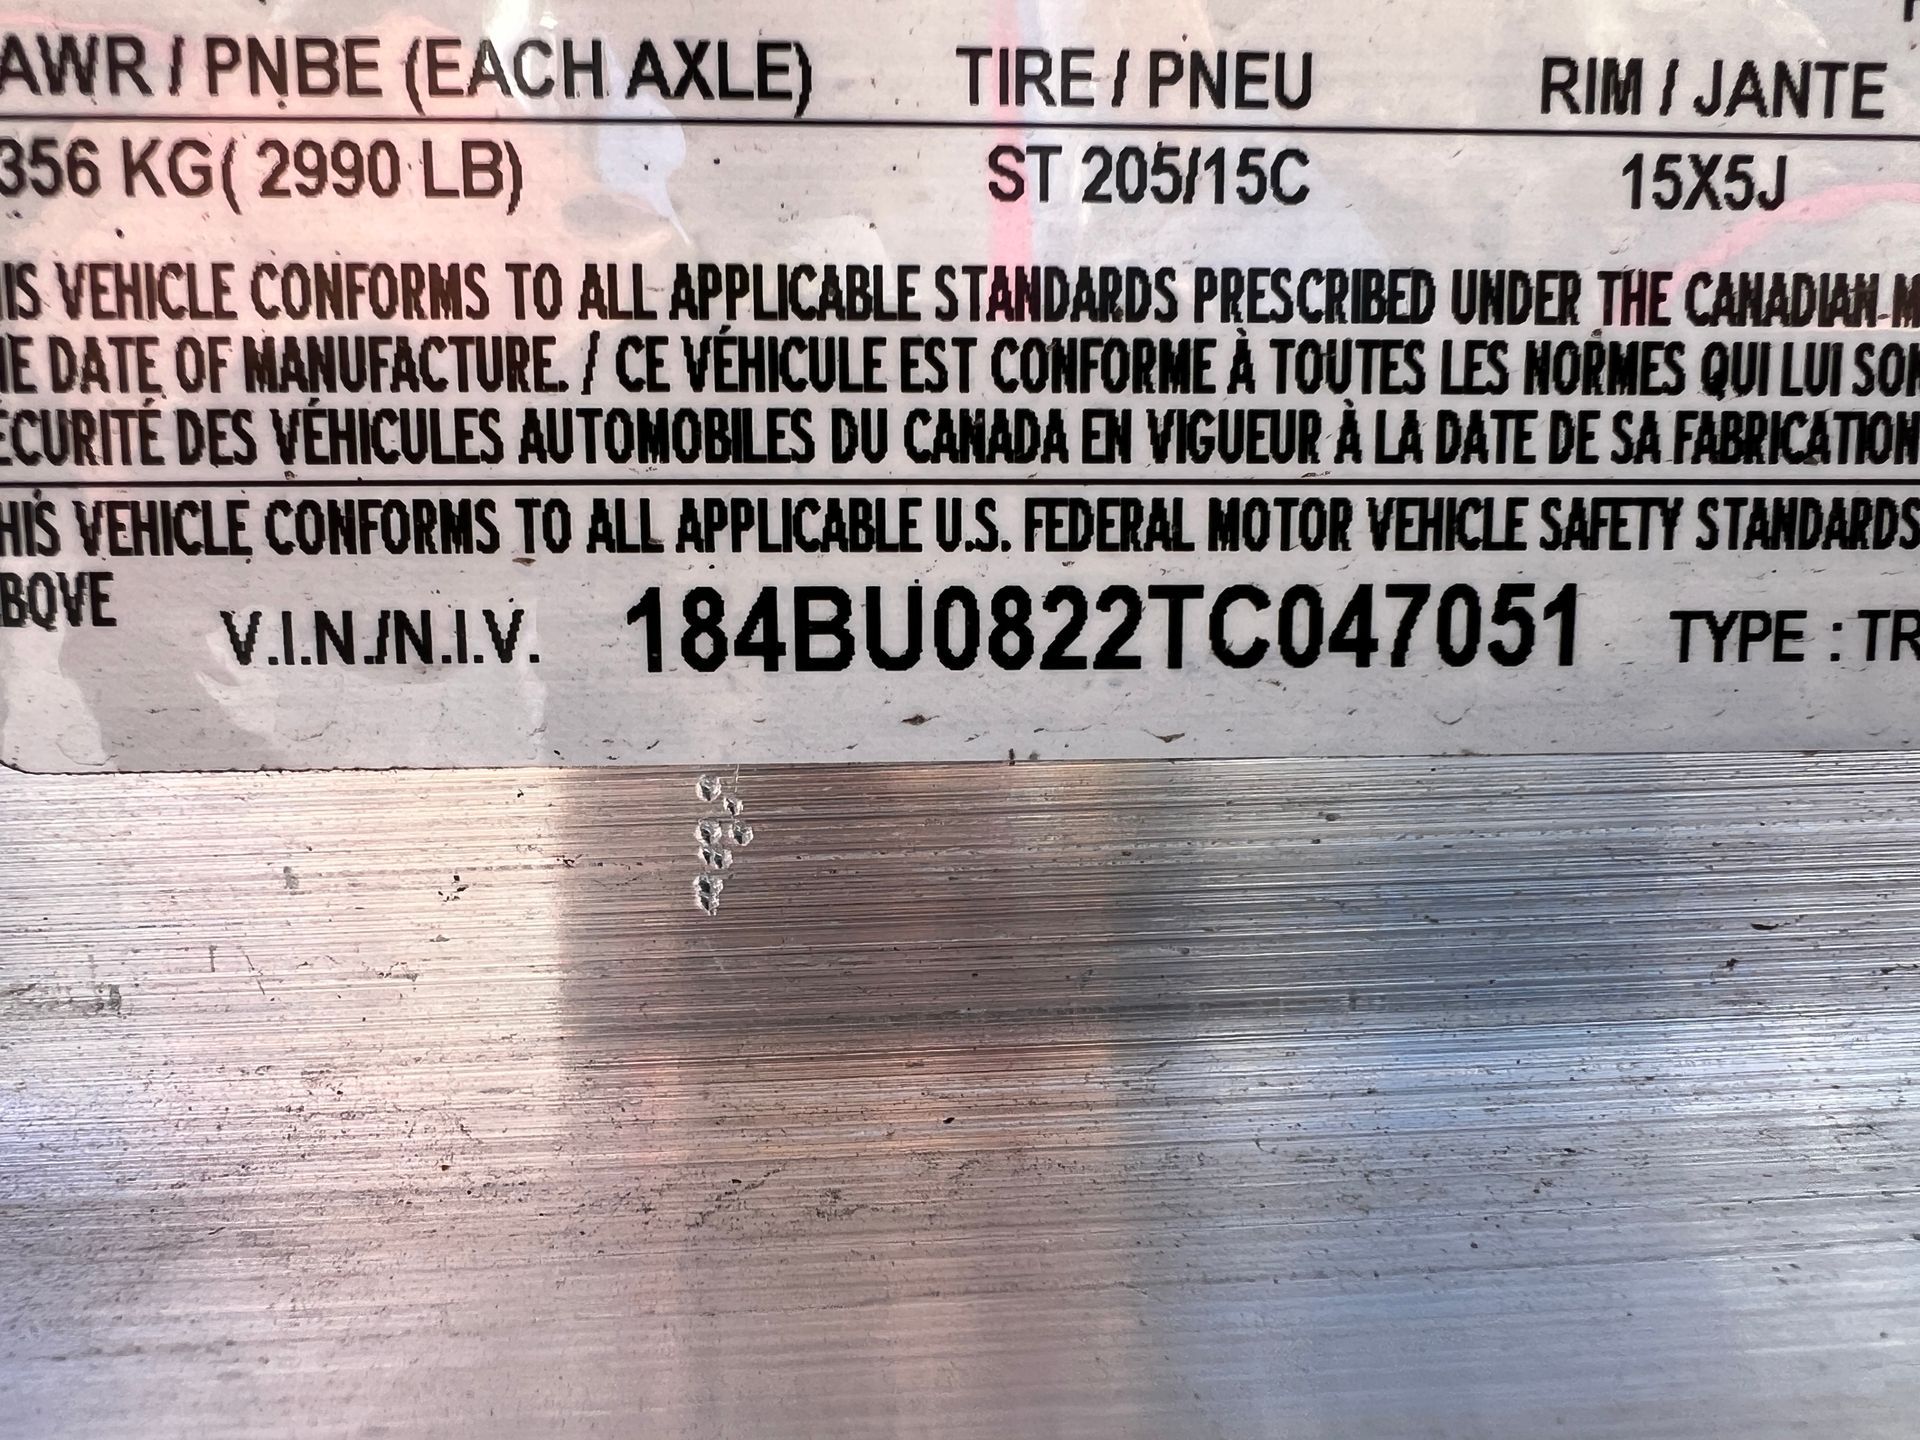 AWR / PNBE (EACH AXLE) TIRE / PNEU RIM / JANTE
356 KG( 2990 LB) ST 205/15C 15X5J
IS VEHICLE CONFORMS TO ALL APPLICABLE STANDARDS PRESCRIBED UNDER THE CANADIAN M
E DATE OF MANUFACTURE. / CE VÉHICULE EST CONFORME À TOUTES LES NORMES QUI LUI SON
ÉCURITÉ DES VÉHICULES AUTOMOBILES DU CANADA EN VIGUEUR À LA DATE DE SA FABRICATION
HIS VEHICLE CONFORMS TO ALL APPLICABLE U.S. FEDERAL MOTOR VEHICLE SAFETY STANDARDS
BOVE V.I.N./N.I.V. 184BU0822TC047051 TYPE : TR